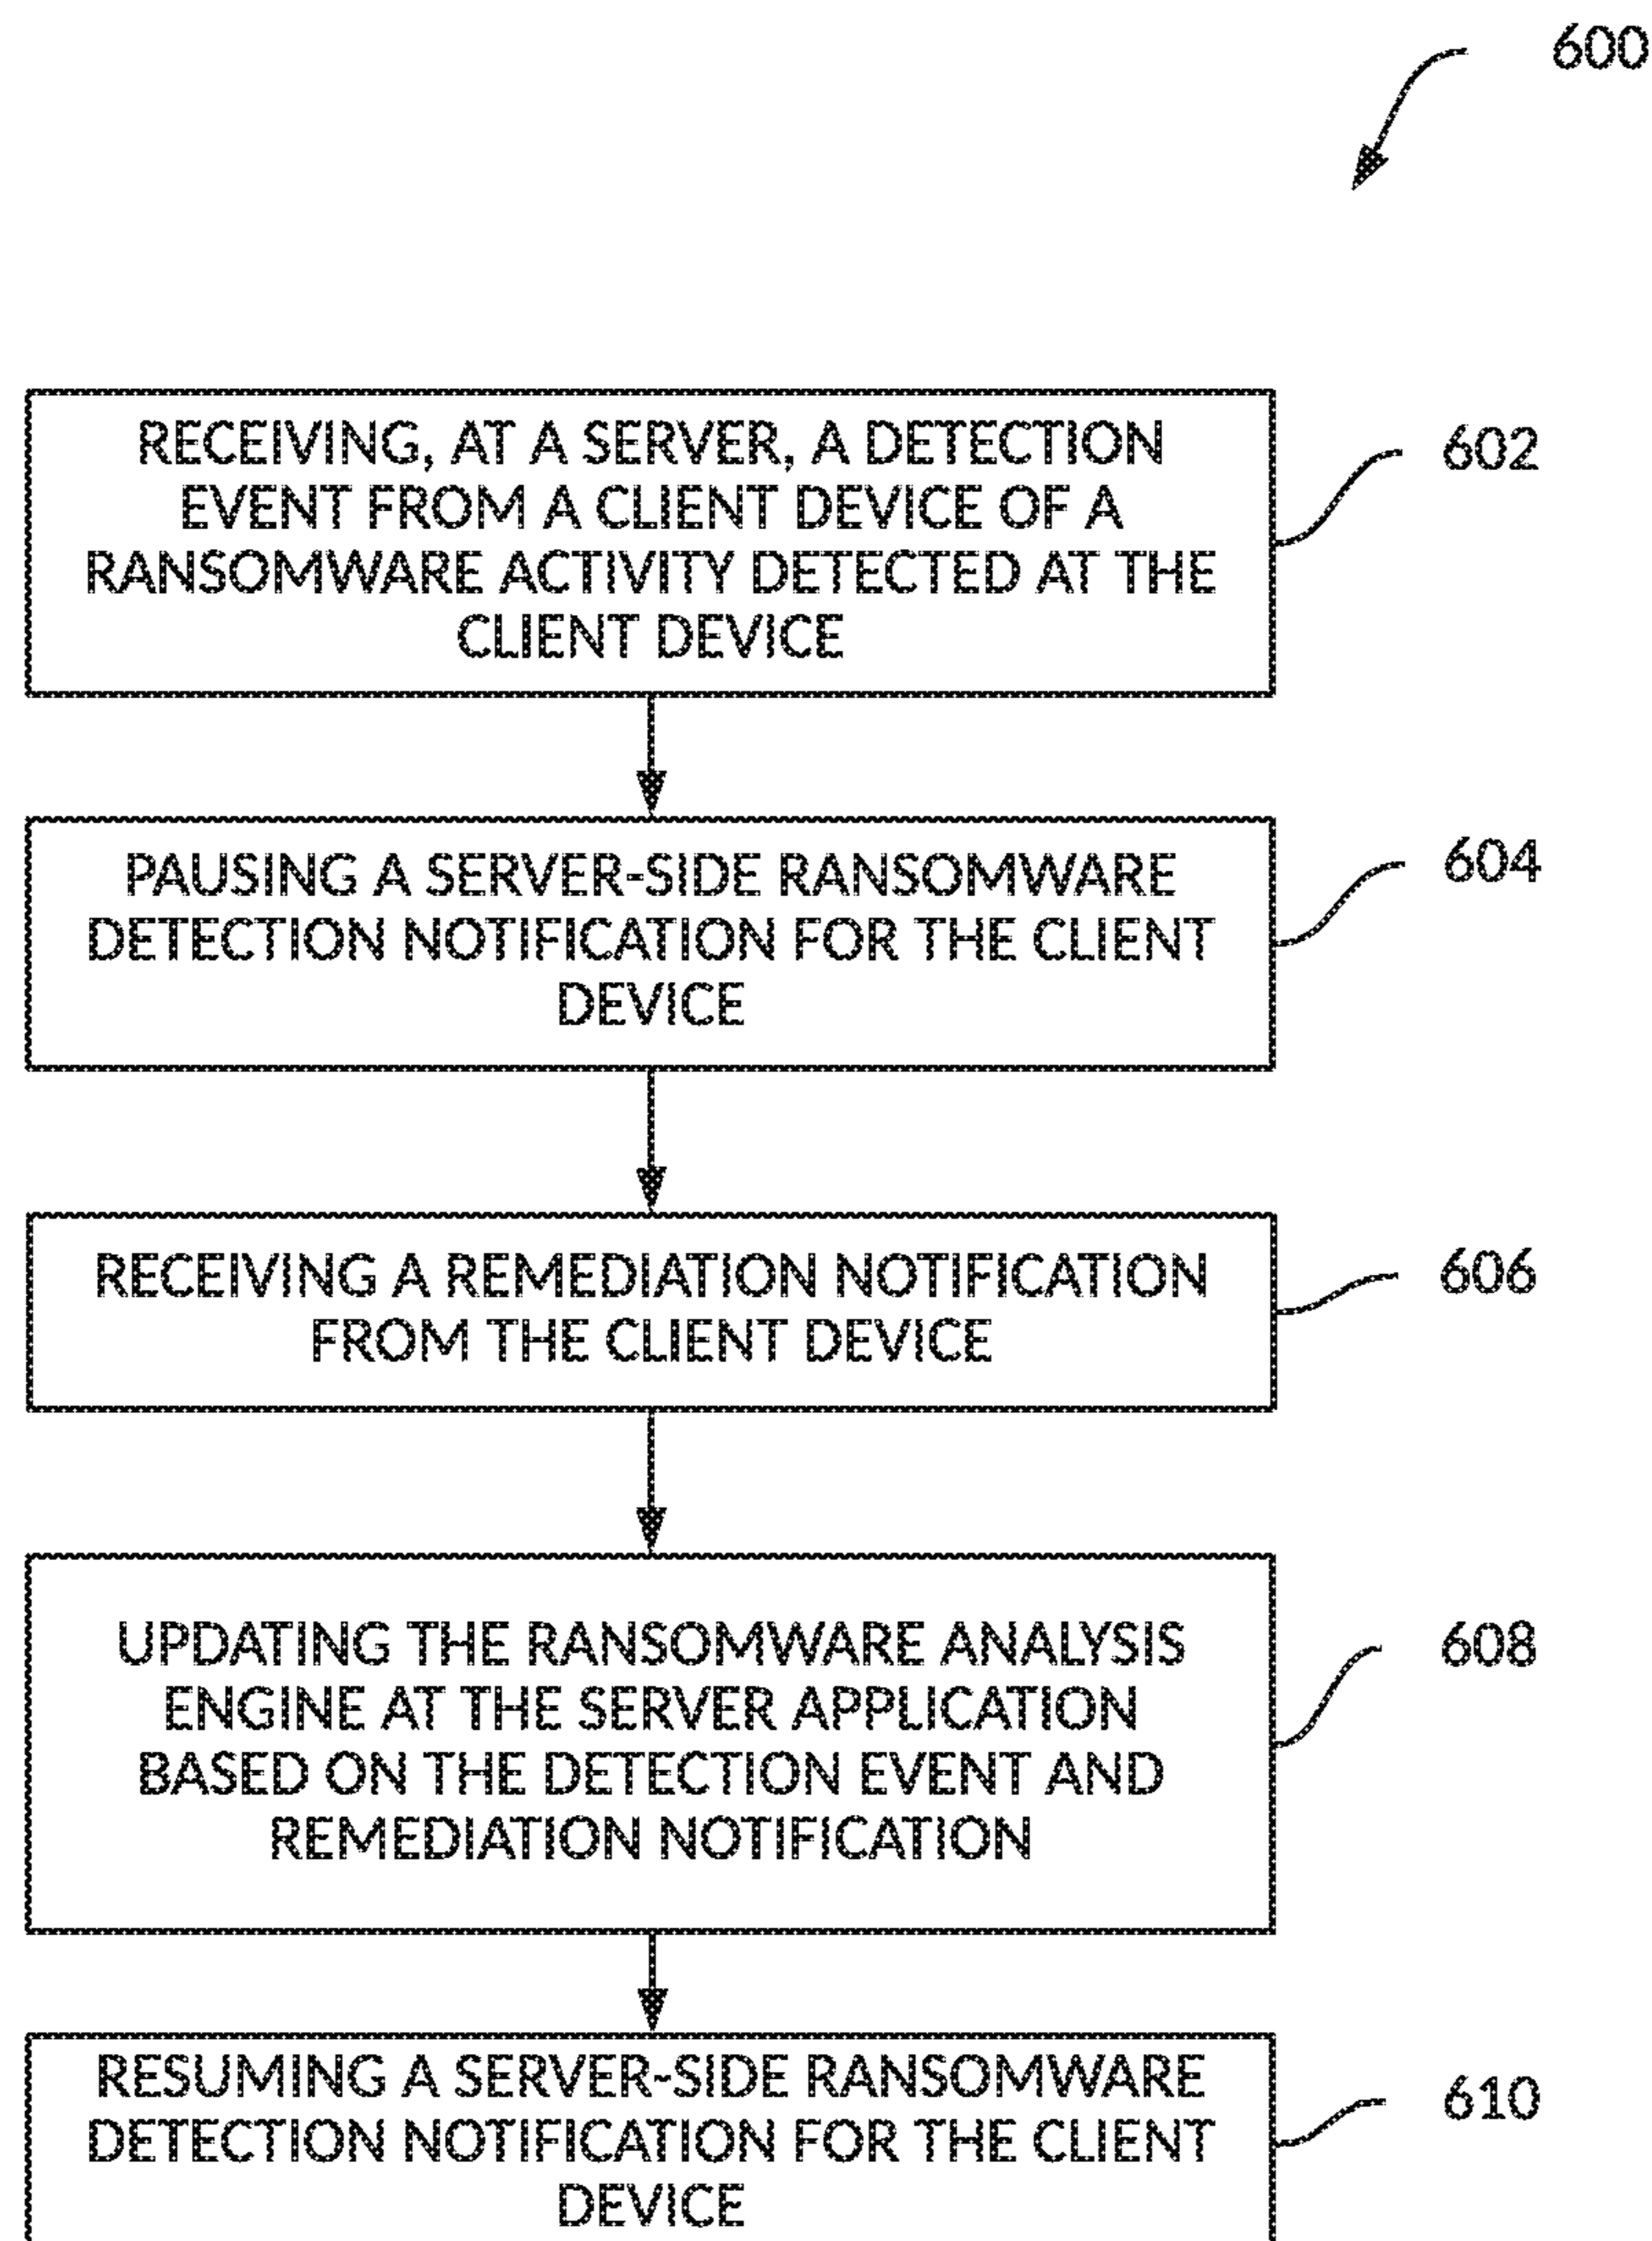 600
RECEIVING, AT A SERVER, A DETECTION
EVENT FROM A CLIENT DEVICE OF A
RANSOMWARE ACTIVITY DETECTED AT THE
CLIENT DEVICE
602
PAUSING A SERVER-SIDE RANSOMWARE
DETECTION NOTIFICATION FOR THE CLIENT
DEVICE
604
RECEIVING A REMEDIATION NOTIFICATION
FROM THE CLIENT DEVICE
606
UPDATING THE RANSOMWARE ANALYSIS
ENGINE AT THE SERVER APPLICATION
BASED ON THE DETECTION EVENT AND
REMEDIATION NOTIFICATION
608
RESUMING A SERVER-SIDE RANSOMWARE
DETECTION NOTIFICATION FOR THE CLIENT
DEVICE
610